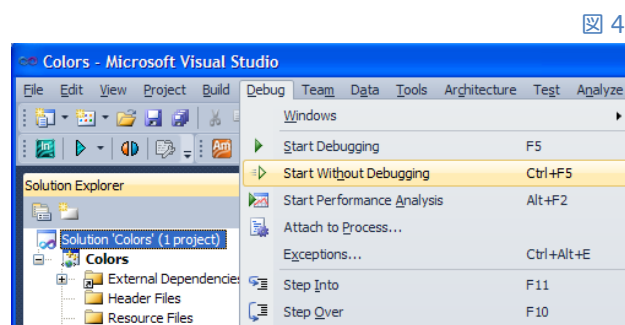 図 4
Colors - Microsoft Visual Studio
File Edit View Project Build Debug Team Data Tools Architecture Test Analyze
Windows
Start Debugging F5
Start Without Debugging Ctrl+F5
Solution Explorer
Start Performance Analysis Alt+F2
Attach to Process...
Solution 'Colors' (1 project)
Exceptions... Ctrl+Alt+E
Colors
External Dependencies
Step Into F11
Header Files
Step Over F10
Resource Files